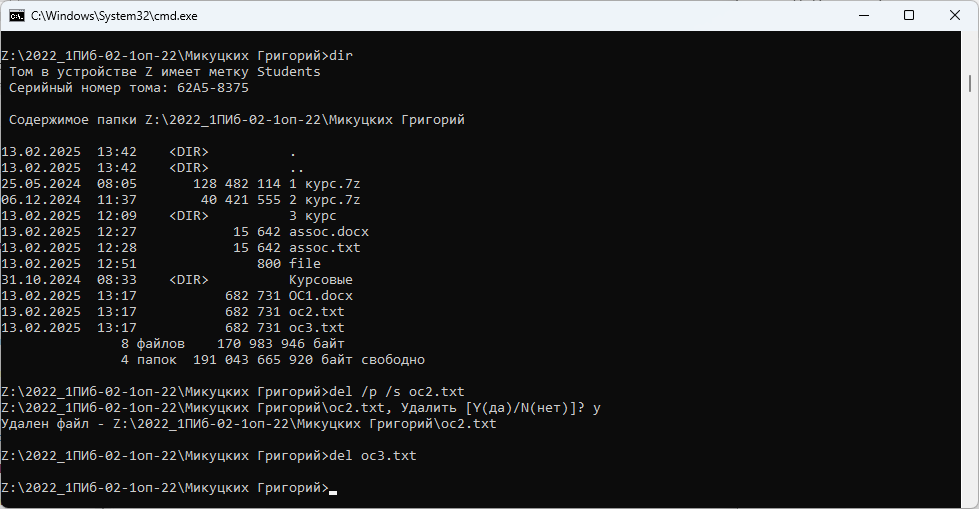 C:\Windows\System32\cmd.exe
Z:\2022_1ПИб-02-1оп-22\Микуцких Григорий>dir
Том в устройстве Z имеет метку Students
Серийный номер тома: 62A5-8375
Содержимое папки Z:\2022_1ПИб-02-1оп-22\Микуцких Григорий
13.02.2025  13:42    <DIR>          .
13.02.2025  13:42    <DIR>          ..
25.05.2024  08:05       128 482 114 1 курс.7z
06.12.2024  11:37        40 421 555 2 курс.7z
13.02.2025  12:09    <DIR>          3 курс
13.02.2025  12:27            15 642 assoc.docx
13.02.2025  12:28            15 642 assoc.txt
13.02.2025  12:51               800 file
31.10.2024  08:33    <DIR>          Курсовые
13.02.2025  13:17           682 731 ОС1.docx
13.02.2025  13:17           682 731 ос2.txt
13.02.2025  13:17           682 731 ос3.txt
8 файлов    170 983 946 байт
4 папок  191 043 665 920 байт свободно
Z:\2022_1ПИб-02-1оп-22\Микуцких Григорий>del /p /s ос2.txt
Z:\2022_1ПИб-02-1оп-22\Микуцких Григорий\ос2.txt, Удалить [Y(да)/N(нет)]? y
Удален файл - Z:\2022_1ПИб-02-1оп-22\Микуцких Григорий\ос2.txt
Z:\2022_1ПИб-02-1оп-22\Микуцких Григорий>del ос3.txt
Z:\2022_1ПИб-02-1оп-22\Микуцких Григорий>